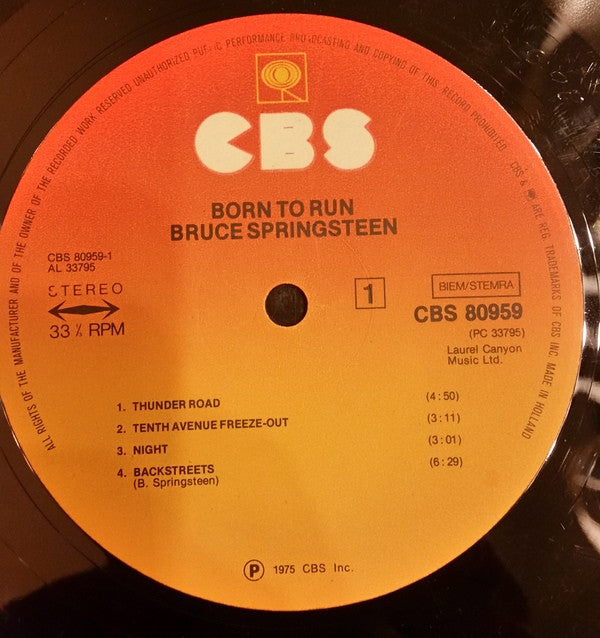 ALL RIGHTS OF THE MANUFACTURER AND OF THE OWNER OF THE RECORDED WORK RESERVED UNAUTHORIZED PERFORMANCE BROADCASTING AND COPYING OF THIS RECORD PROHIBITED. CBS & ARE REG. TRADEMARKS OF CBS INC. MADE IN HOLLAND
CBS
BORN TO RUN
BRUCE SPRINGSTEEN
CBS 80959-1
AL 33795
STEREO
33⅓ RPM
1
BIEM/STEMRA
CBS 80959
(PC 33795)
Laurel Canyon
Music Ltd.
1. THUNDER ROAD (4:50)
2. TENTH AVENUE FREEZE-OUT (3:11)
3. NIGHT (3:01)
4. BACKSTREETS (6:29)
(B. Springsteen)
Ⓟ 1975 CBS Inc.